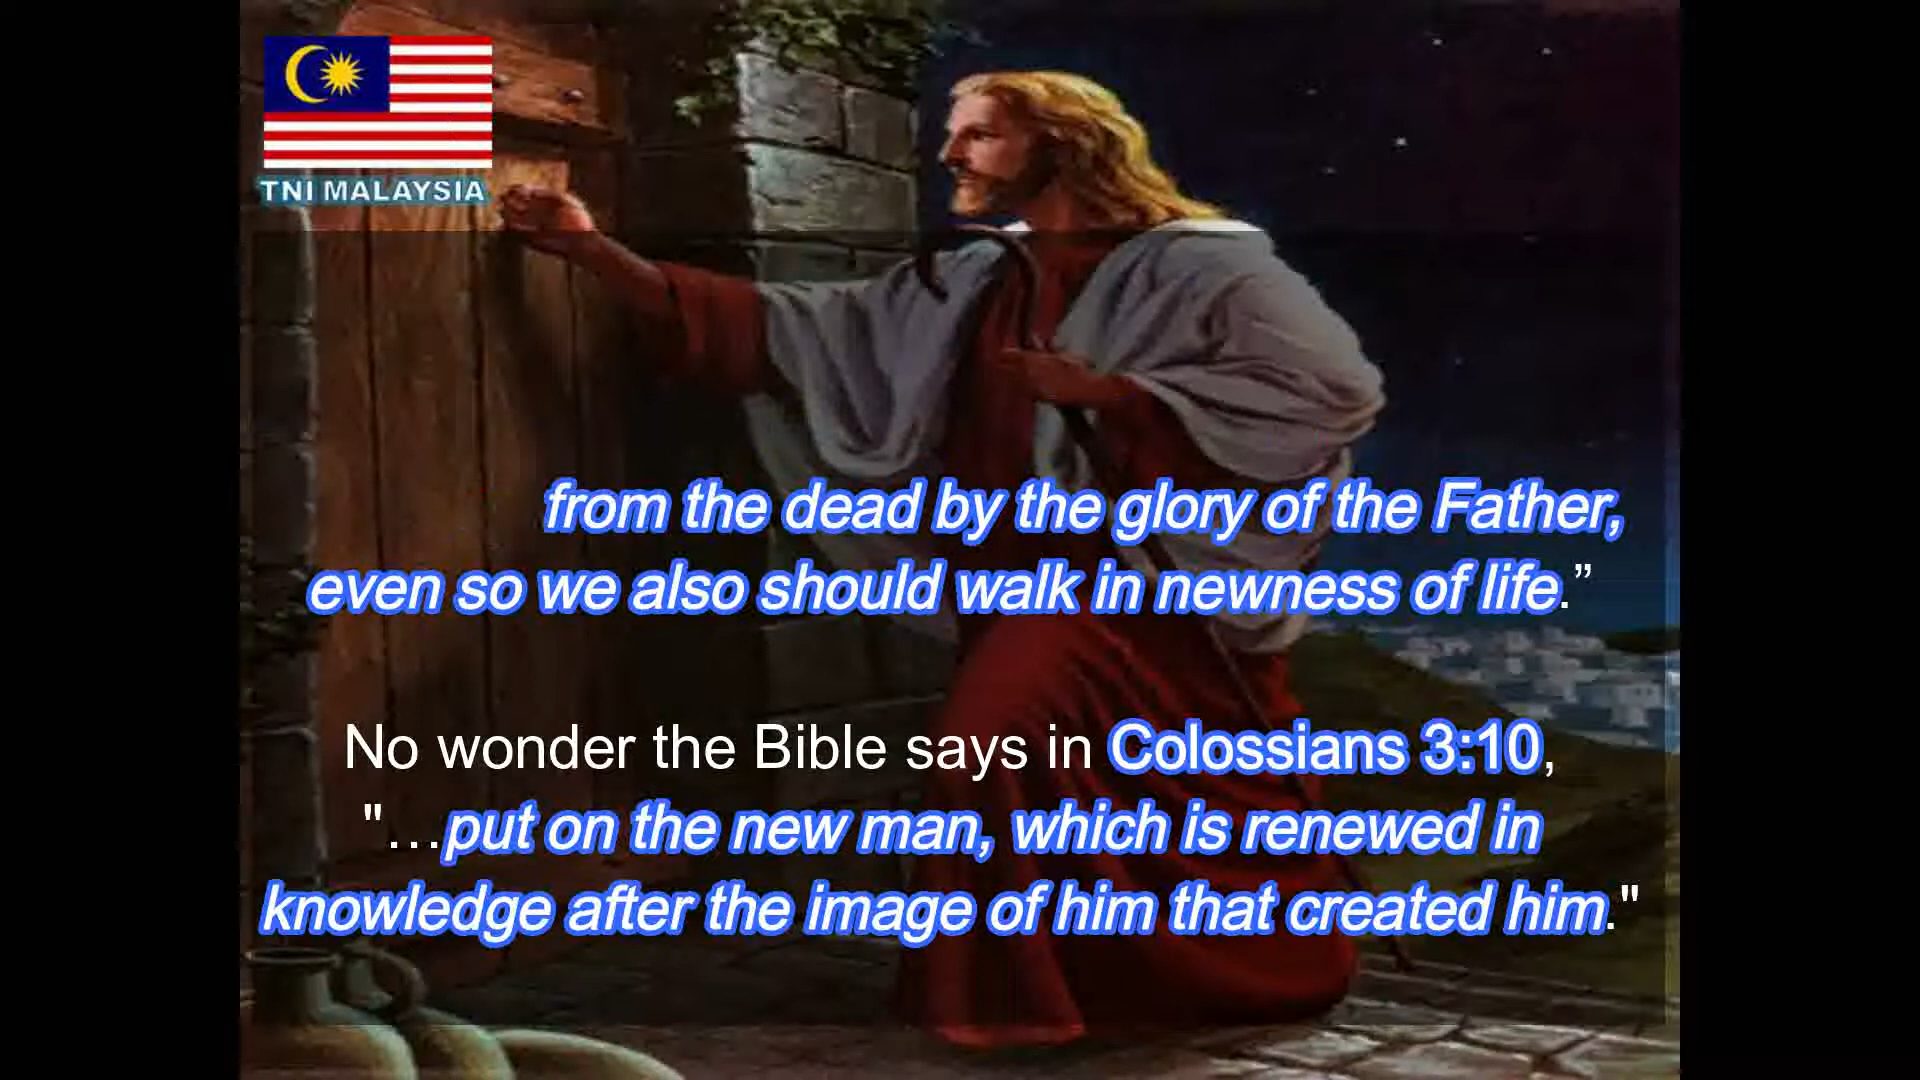 TNI MALAYSIA
from the dead by the glory of the Father,
even so we also should walk in newness of life.”
No wonder the Bible says in Colossians 3:10,
"…put on the new man, which is renewed in
knowledge after the image of him that created him."